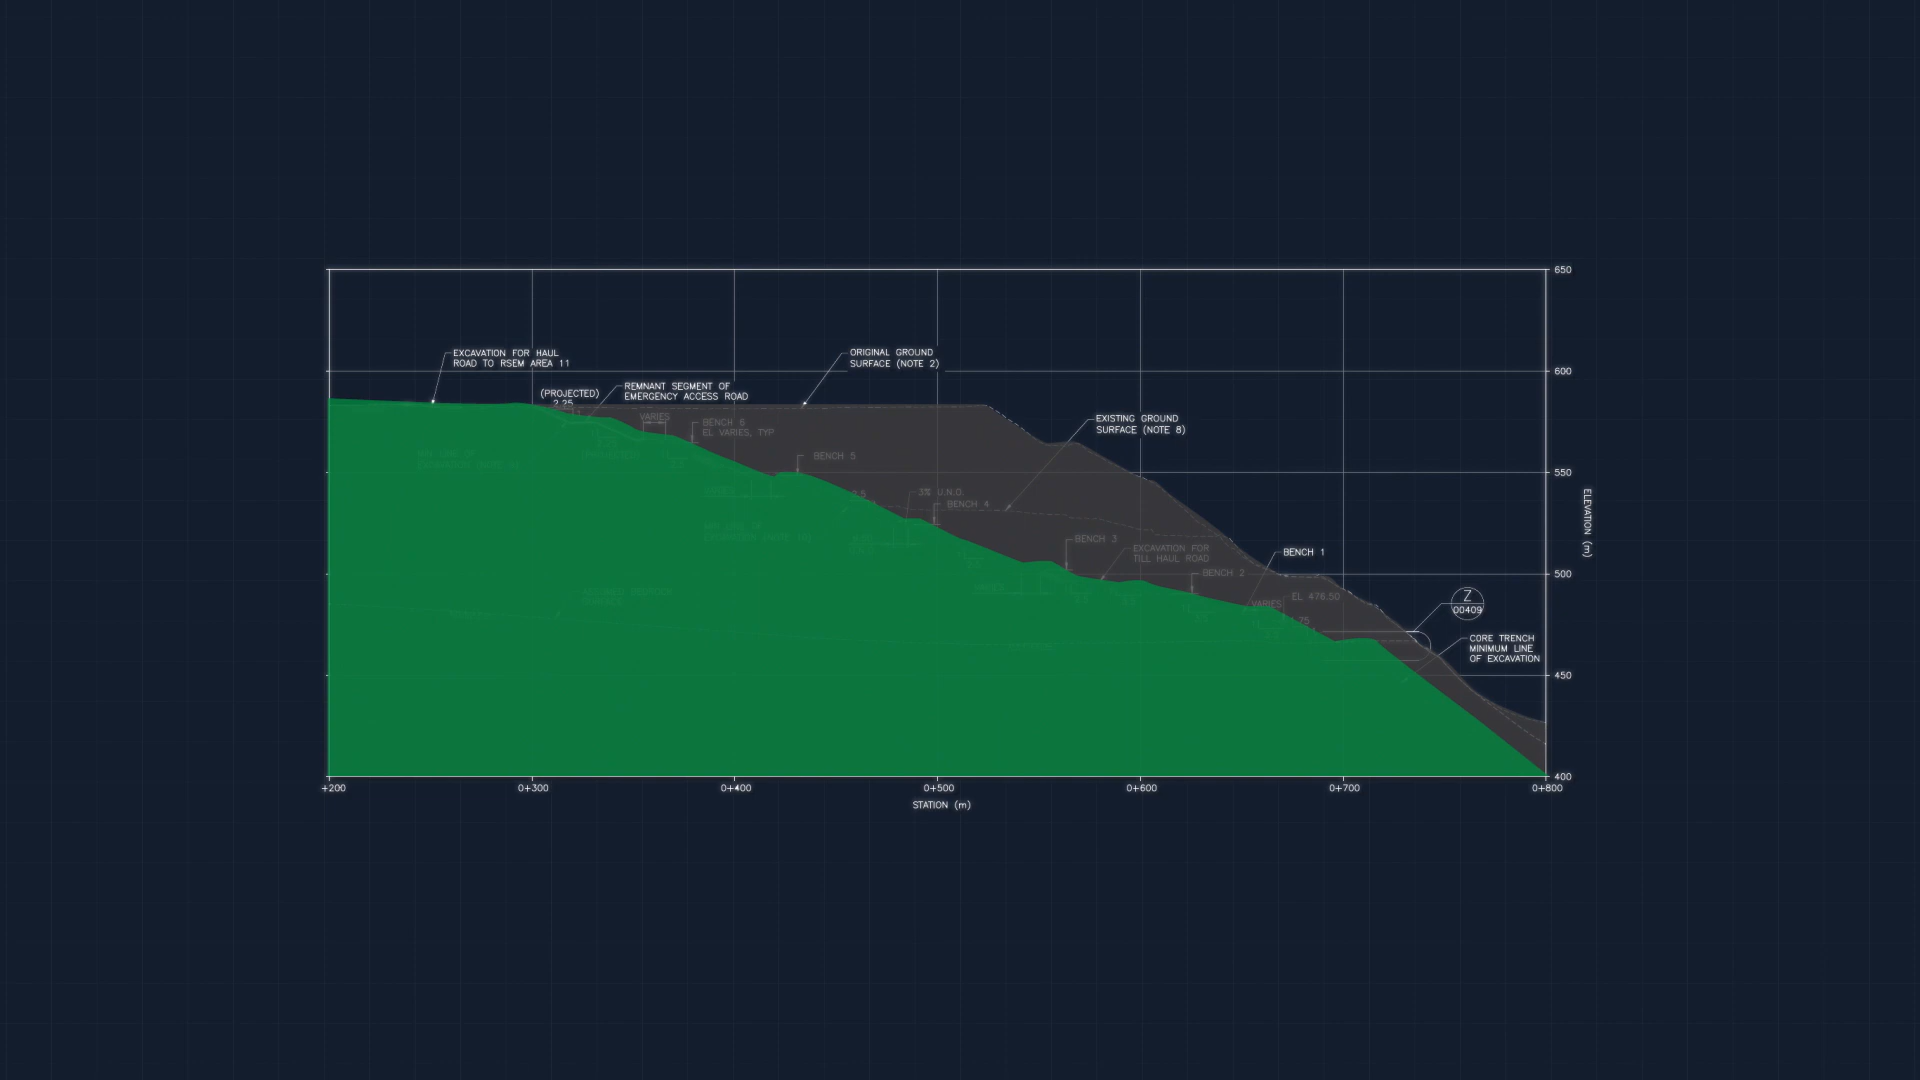 650
EXCAVATION FOR HAUL
ROAD TO RSEM AREA 11
ORIGINAL GROUND
SURFACE (NOTE 2)
600
(PROJECTED)
2.25
REMNANT SEGMENT OF
EMERGENCY ACCESS ROAD
VARIES
BENCH 6
EL VARIES, TYP
EXISTING GROUND
SURFACE (NOTE 8)
BENCH 5
550
3% U.N.O.
BENCH 4
ELEVATION (m)
BENCH 3
EXCAVATION FOR
TILL HAUL ROAD
BENCH 1
500
BENCH 2
VARIES
EL 476.50
Z
00409
CORE TRENCH
MINIMUM LINE
OF EXCAVATION
450
400
+200
0+300
0+400
0+500
0+600
0+700
0+800
STATION (m)